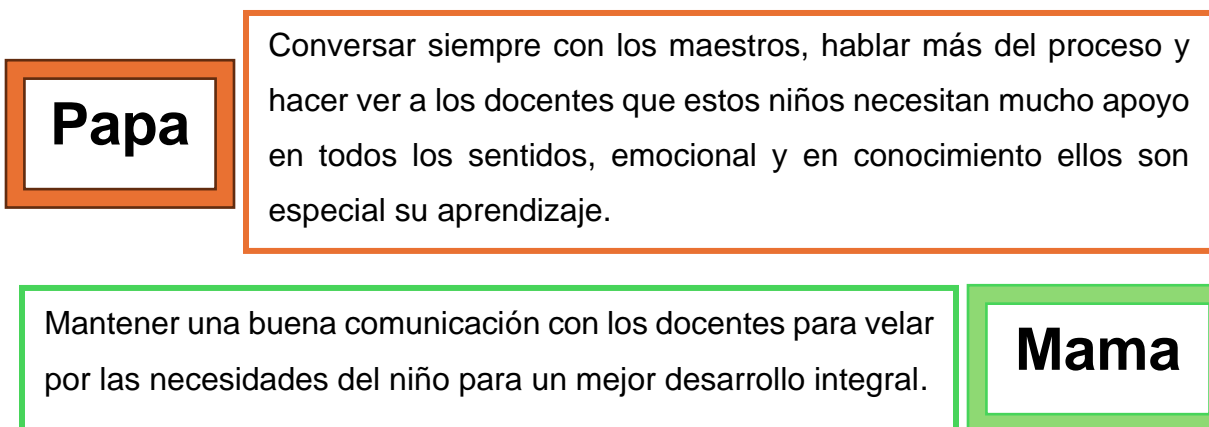 Papa
Conversar siempre con los maestros, hablar más del proceso y
hacer ver a los docentes que estos niños necesitan mucho apoyo
en todos los sentidos, emocional y en conocimiento ellos son
especial su aprendizaje.
Mantener una buena comunicación con los docentes para velar
por las necesidades del niño para un mejor desarrollo integral.
Mama